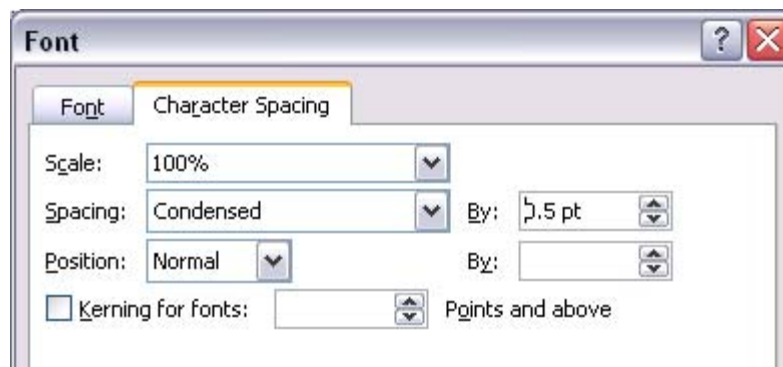 Font
?
Font Character Spacing
Scale: 100%
Spacing: Condensed By: 0.5 pt
Position: Normal By:
Kerning for fonts: Points and above